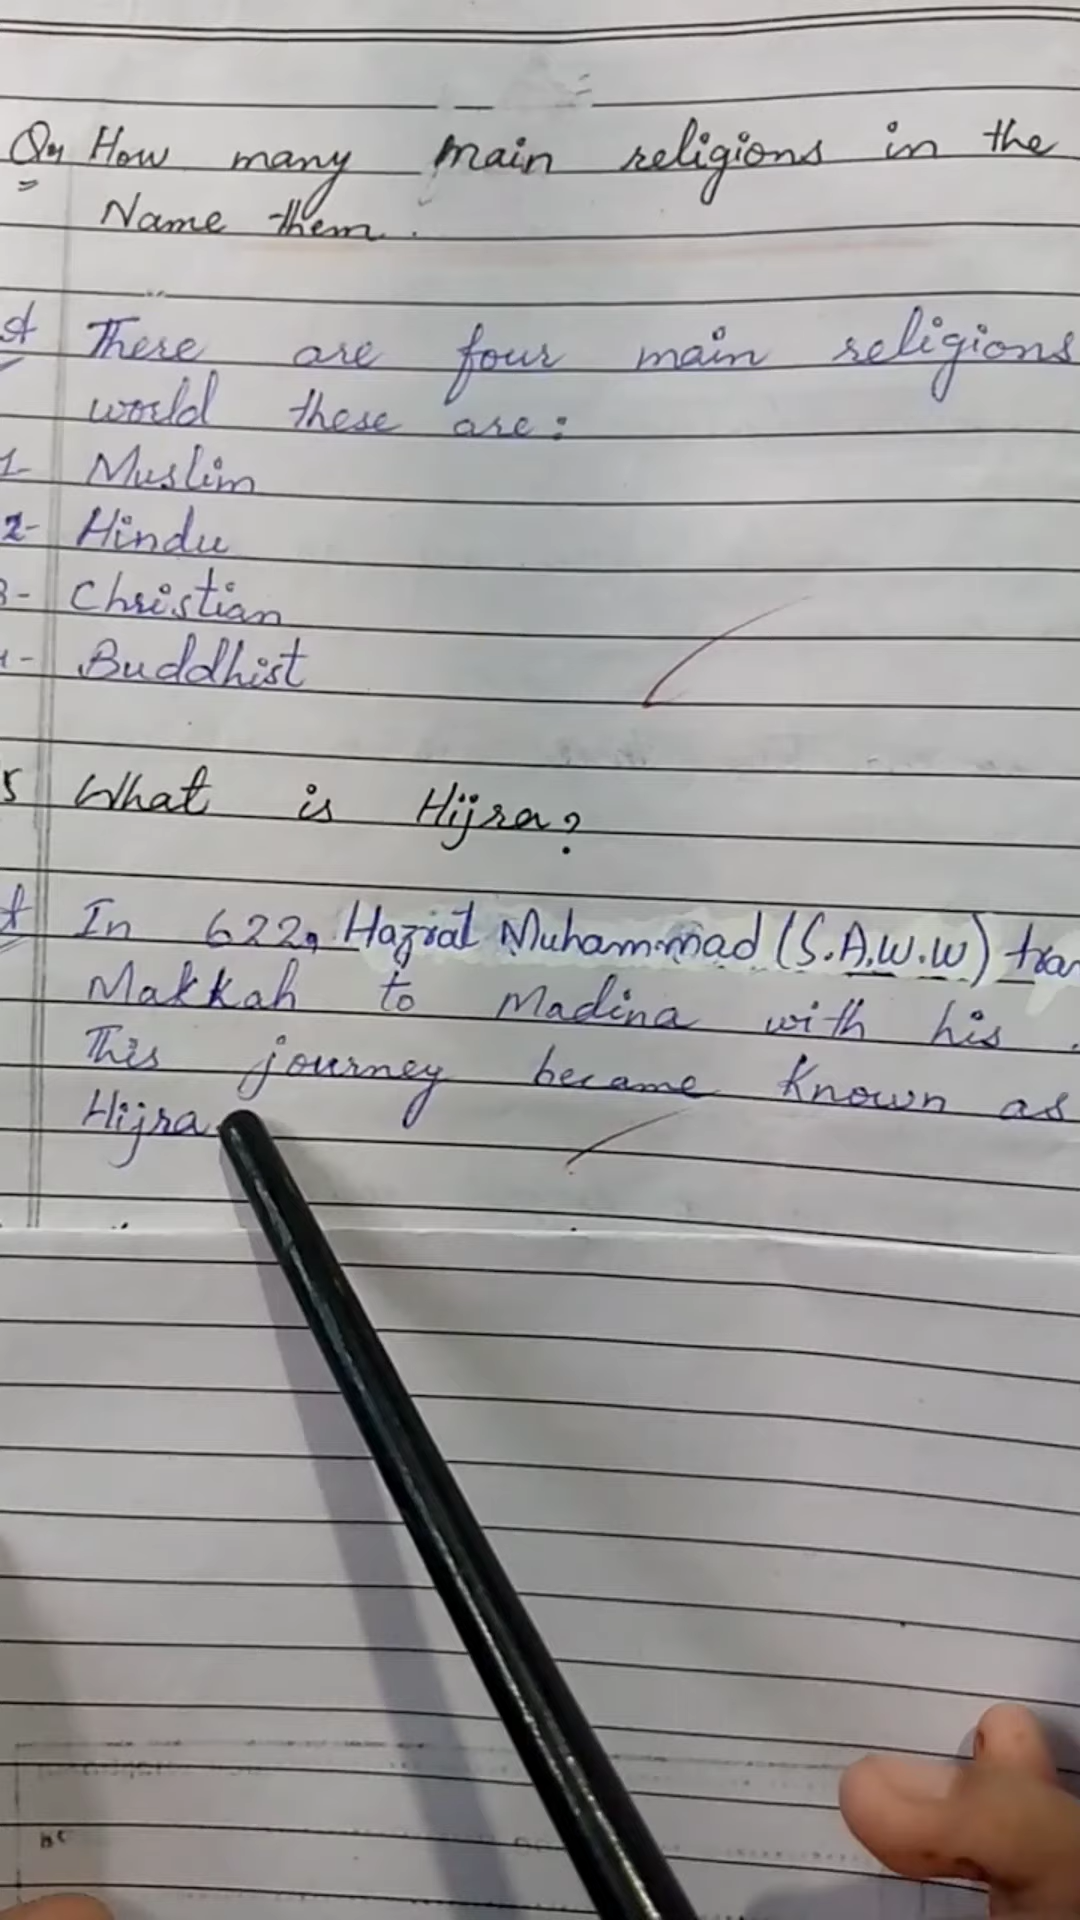 Q4 How many main religions in the
Name them.
A There are four main religions
world these are:
1- Muslim
2- Hindu
3- Christian
4- Buddhist
5 What is Hijra?
A In 622, Hazrat Muhammad (S.A.W.W)
Makkah to Madina with his
This journey became known as
Hijra.